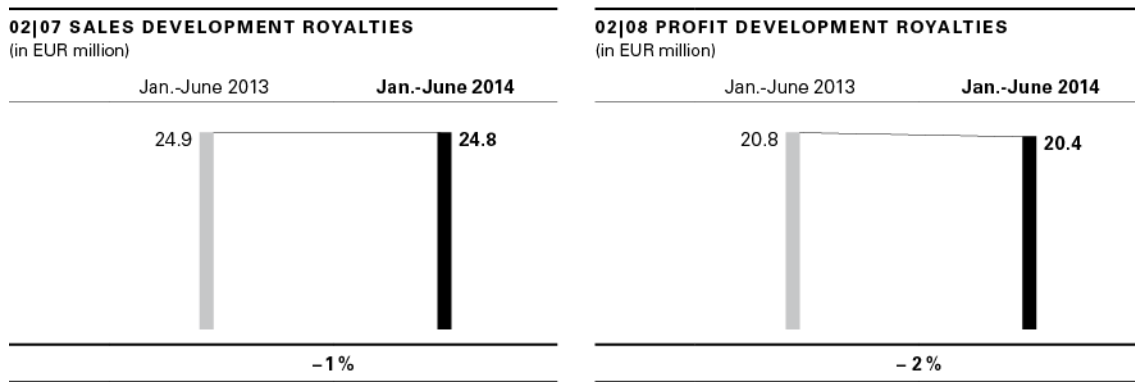 02|07 SALES DEVELOPMENT ROYALTIES
(in EUR million)
Jan.-June 2013 Jan.-June 2014
24.9 24.8
–1%
02|08 PROFIT DEVELOPMENT ROYALTIES
(in EUR million)
Jan.-June 2013 Jan.-June 2014
20.8 20.4
– 2%